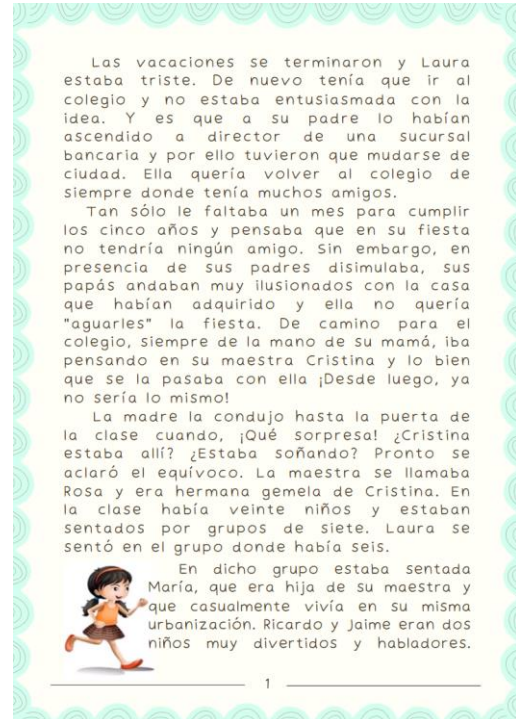 Las vacaciones se terminaron y Laura
estaba triste. De nuevo tenía que ir al
colegio y no estaba entusiasmada con la
idea. Y es que a su padre lo habían
ascendido a director de una sucursal
bancaria y por ello tuvieron que mudarse de
ciudad. Ella quería volver al colegio de
siempre donde tenía muchos amigos.
Tan sólo le faltaba un mes para cumplir
los cinco años y pensaba que en su fiesta
no tendría ningún amigo. Sin embargo, en
presencia de sus padres disimulaba, sus
papás andaban muy ilusionados con la casa
que habían adquirido y ella no quería
"aguarles" la fiesta. De camino para el
colegio, siempre de la mano de su mamá, iba
pensando en su maestra Cristina y lo bien
que se la pasaba con ella ¡Desde luego, ya
no sería lo mismo!
La madre la condujo hasta la puerta de
la clase cuando, ¡Qué sorpresa! ¿Cristina
estaba allí? ¿Estaba soñando? Pronto se
aclaró el equívoco. La maestra se llamaba
Rosa y era hermana gemela de Cristina. En
la clase había veinte niños y estaban
sentados por grupos de siete. Laura se
sentó en el grupo donde había seis.
En dicho grupo estaba sentada
María, que era hija de su maestra y
que casualmente vivía en su misma
urbanización. Ricardo y Jaime eran dos
niños muy divertidos y habladores.
1